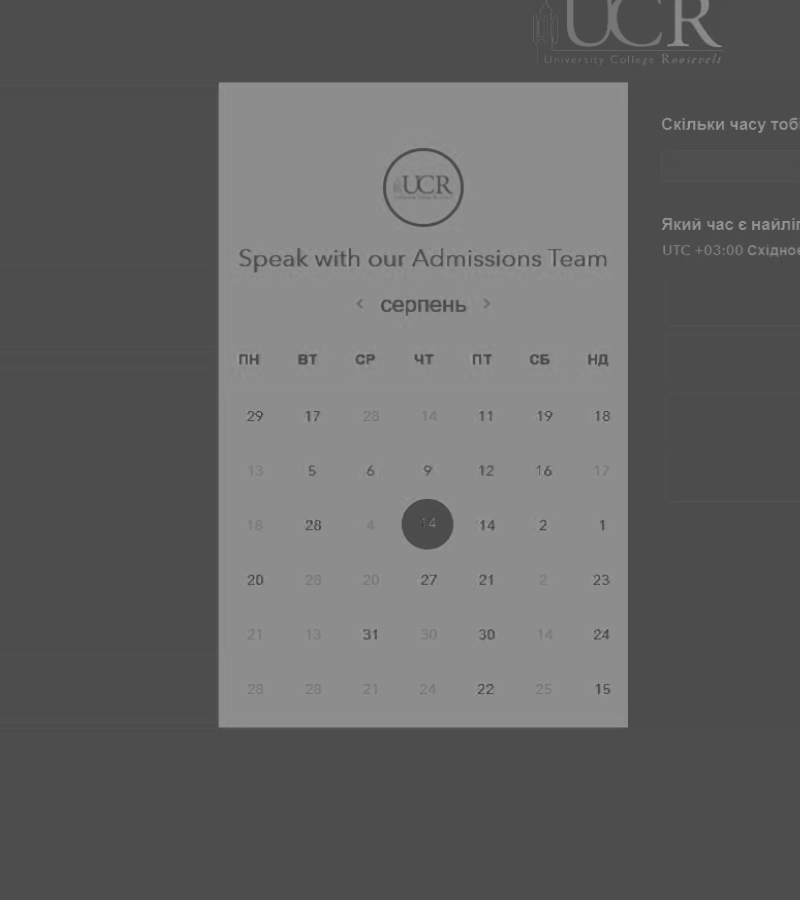 UCR
University College Roosevelt
Скільки часу тобі
UCR
Який час є найліп
UTC +03:00 Східноє
Speak with our Admissions Team
< серпень >
ПН ВТ СР ЧТ ПТ СБ НД
29 17 28 14 11 19 18
13 5 6 9 12 16 17
18 28 4 14 14 2 1
20 28 20 27 21 2 23
21 13 31 30 30 14 24
28 28 21 24 22 25 15